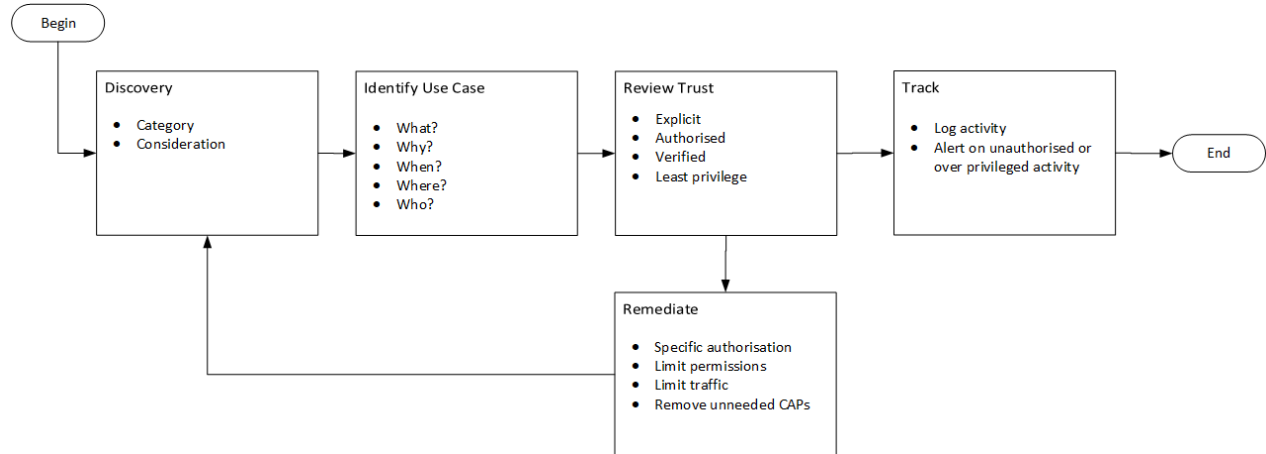 Begin
Discovery
● Category
● Consideration
Identify Use Case
● What?
● Why?
● When?
● Where?
● Who?
Review Trust
● Explicit
● Authorised
● Verified
● Least privilege
Track
● Log activity
● Alert on unauthorised or
over privileged activity
End
Remediate
● Specific authorisation
● Limit permissions
● Limit traffic
● Remove unneeded CAPs